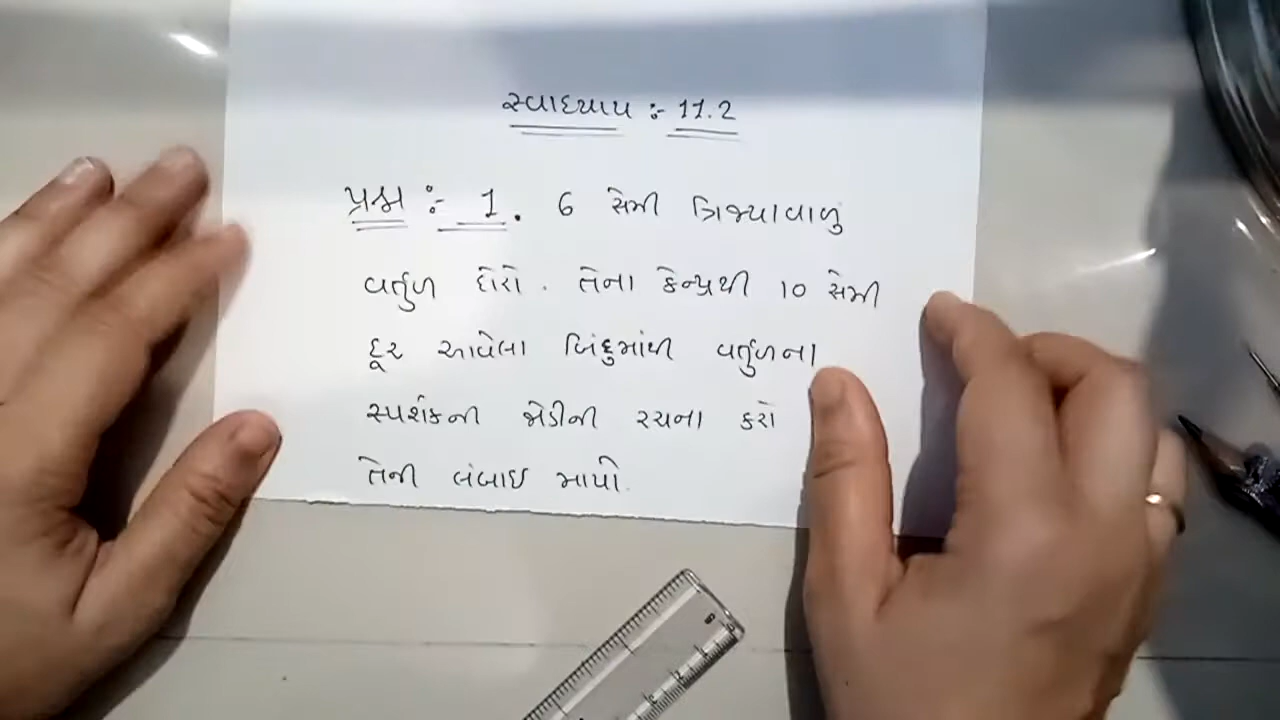 સ્વાધ્યાય :- 11.2
પ્રશ્ન :- 1. 6 સેમી ત્રિજ્યાવાળું
વર્તુળ દોરો. તેના કેન્દ્રથી 10 સેમી
દૂર આવેલા બિંદુમાંથી વર્તુળના
સ્પર્શકની જોડીની રચના કરો
તેની લંબાઈ માપો.